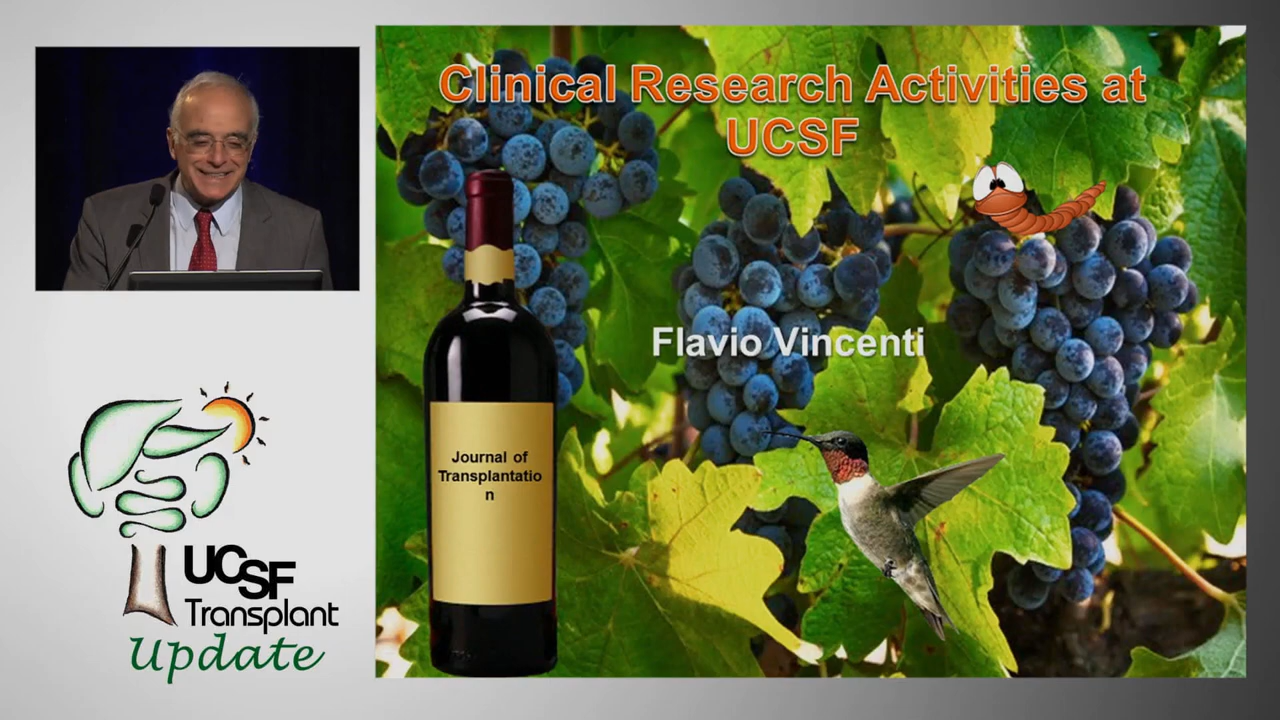 Clinical Research Activities at
UCSF
Flavio Vincenti
Journal of
Transplantatio
n
UCSF
Transplant
Update